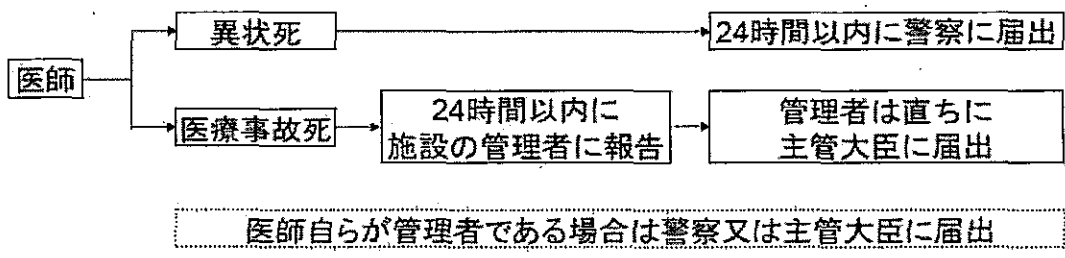 異状死
24時間以内に警察に届出
医師
医療事故死
24時間以内に
施設の管理者に報告
管理者は直ちに
主管大臣に届出
医師自らが管理者である場合は警察又は主管大臣に届出